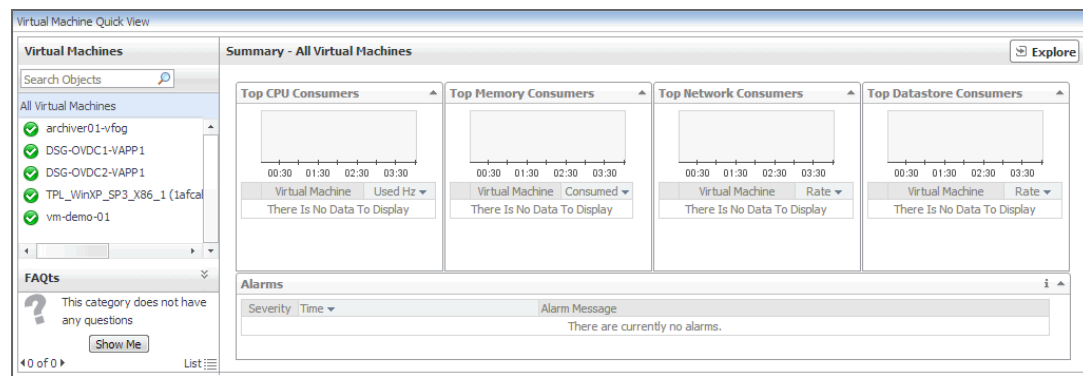 Virtual Machine Quick View
Virtual Machines
Search Objects
All Virtual Machines
archiver01-vfog
DSG-OVDC1-VAPP1
DSG-OVDC2-VAPP1
TPL_WinXP_SP3_X86_1 (1afcal
vm-demo-01
FAQts
This category does not have
any questions
Show Me
0 of 0
List
Summary - All Virtual Machines
Explore
Top CPU Consumers
00:30 01:30 02:30 03:30
Virtual Machine Used Hz
There Is No Data To Display
Top Memory Consumers
00:30 01:30 02:30 03:30
Virtual Machine Consumed
There Is No Data To Display
Top Network Consumers
00:30 01:30 02:30 03:30
Virtual Machine Rate
There Is No Data To Display
Top Datastore Consumers
00:30 01:30 02:30 03:30
Virtual Machine Rate
There Is No Data To Display
Alarms
i
Severity Time Alarm Message
There are currently no alarms.